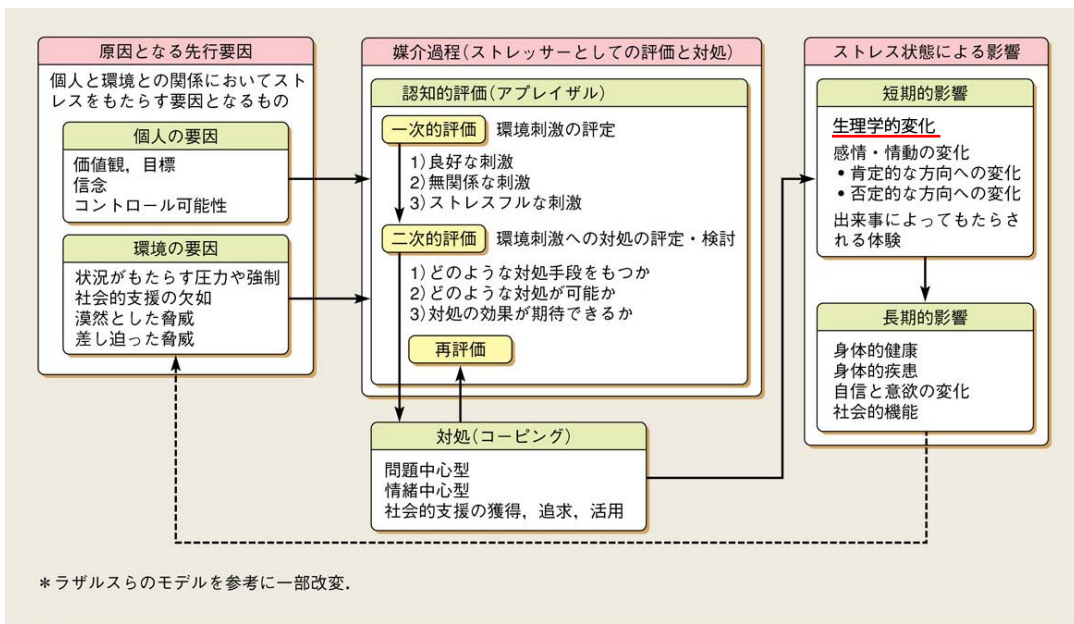 原因となる先行要因
個人と環境との関係においてスト
レスをもたらす要因となるもの
個人の要因
価値観，目標
信念
コントロール可能性
環境の要因
状況がもたらす圧力や強制
社会的支援の欠如
漠然とした脅威
差し迫った脅威
媒介過程（ストレッサーとしての評価と対処）
認知的評価（アプレイザル）
一次的評価 環境刺激の評定
1）良好な刺激
2）無関係な刺激
3）ストレスフルな刺激
二次的評価 環境刺激への対処の評定・検討
1）どのような対処手段をもつか
2）どのような対処が可能か
3）対処の効果が期待できるか
再評価
対処（コーピング）
問題中心型
情緒中心型
社会的支援の獲得，追求，活用
ストレス状態による影響
短期的影響
生理学的変化
感情・情動の変化
• 肯定的な方向への変化
• 否定的な方向への変化
出来事によってもたらさ
れる体験
長期的影響
身体的健康
身体的疾患
自信と意欲の変化
社会的機能
＊ラザルスらのモデルを参考に一部改変．